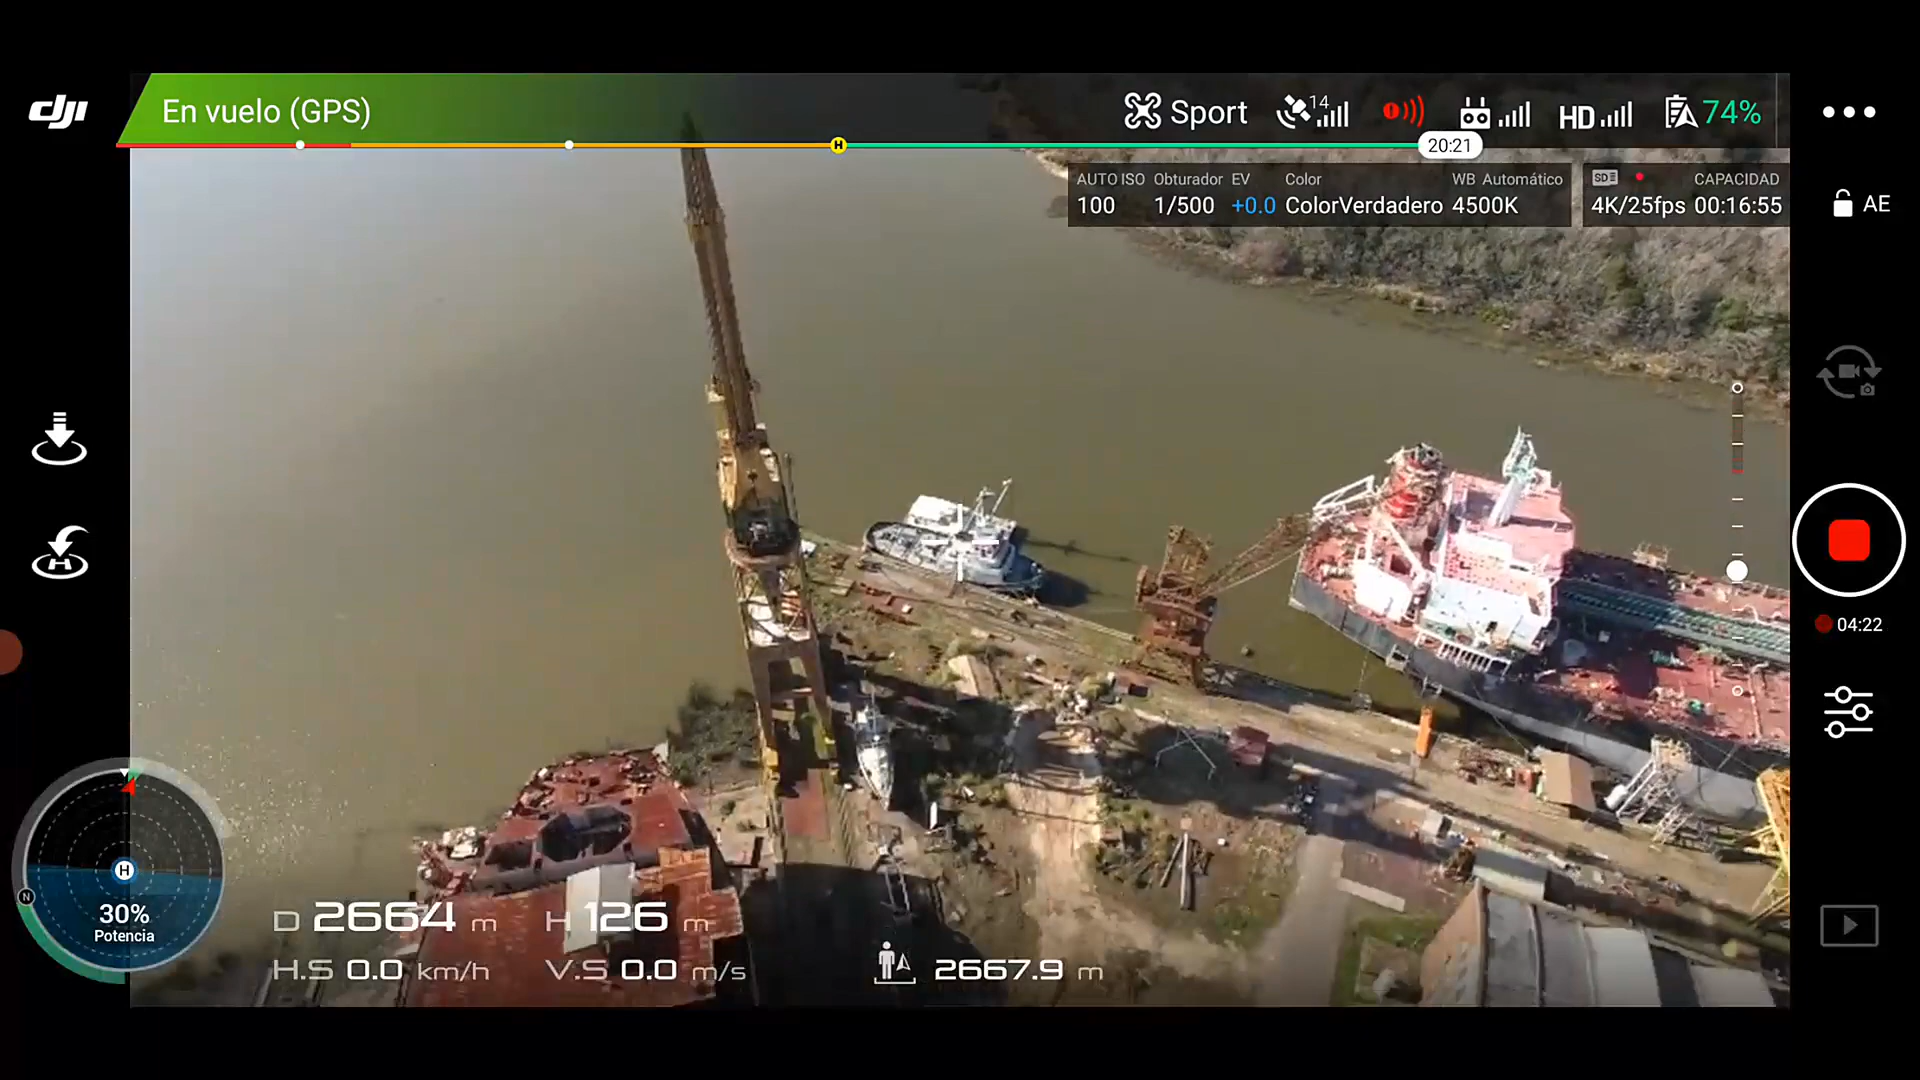 dji
En vuelo (GPS)
Sport
14
HD
74%
H
20:21
AUTO ISO Obturador EV Color WB Automático
100 1/500 +0.0 ColorVerdadero 4500K
SD CAPACIDAD
4K/25fps 00:16:55
AE
H
04:22
N
H
30%
Potencia
D 2664 m H 126 m
H.S 0.0 km/h V.S 0.0 m/s
2667.9 m